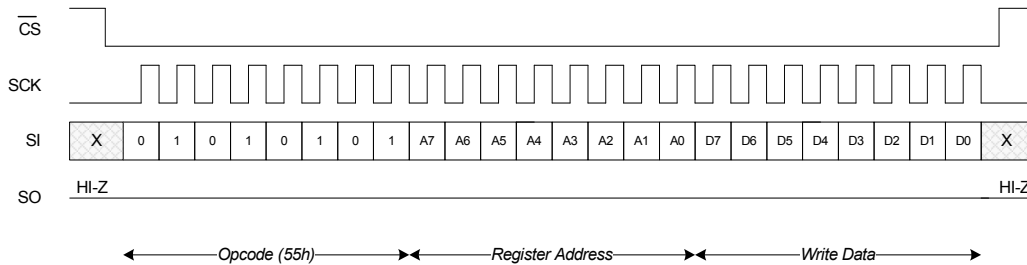 CS
SCK
SI X 0 1 0 1 0 1 0 1 A7 A6 A5 A4 A3 A2 A1 A0 D7 D6 D5 D4 D3 D2 D1 D0 X
HI-Z HI-Z
SO
Opcode (55h) Register Address Write Data